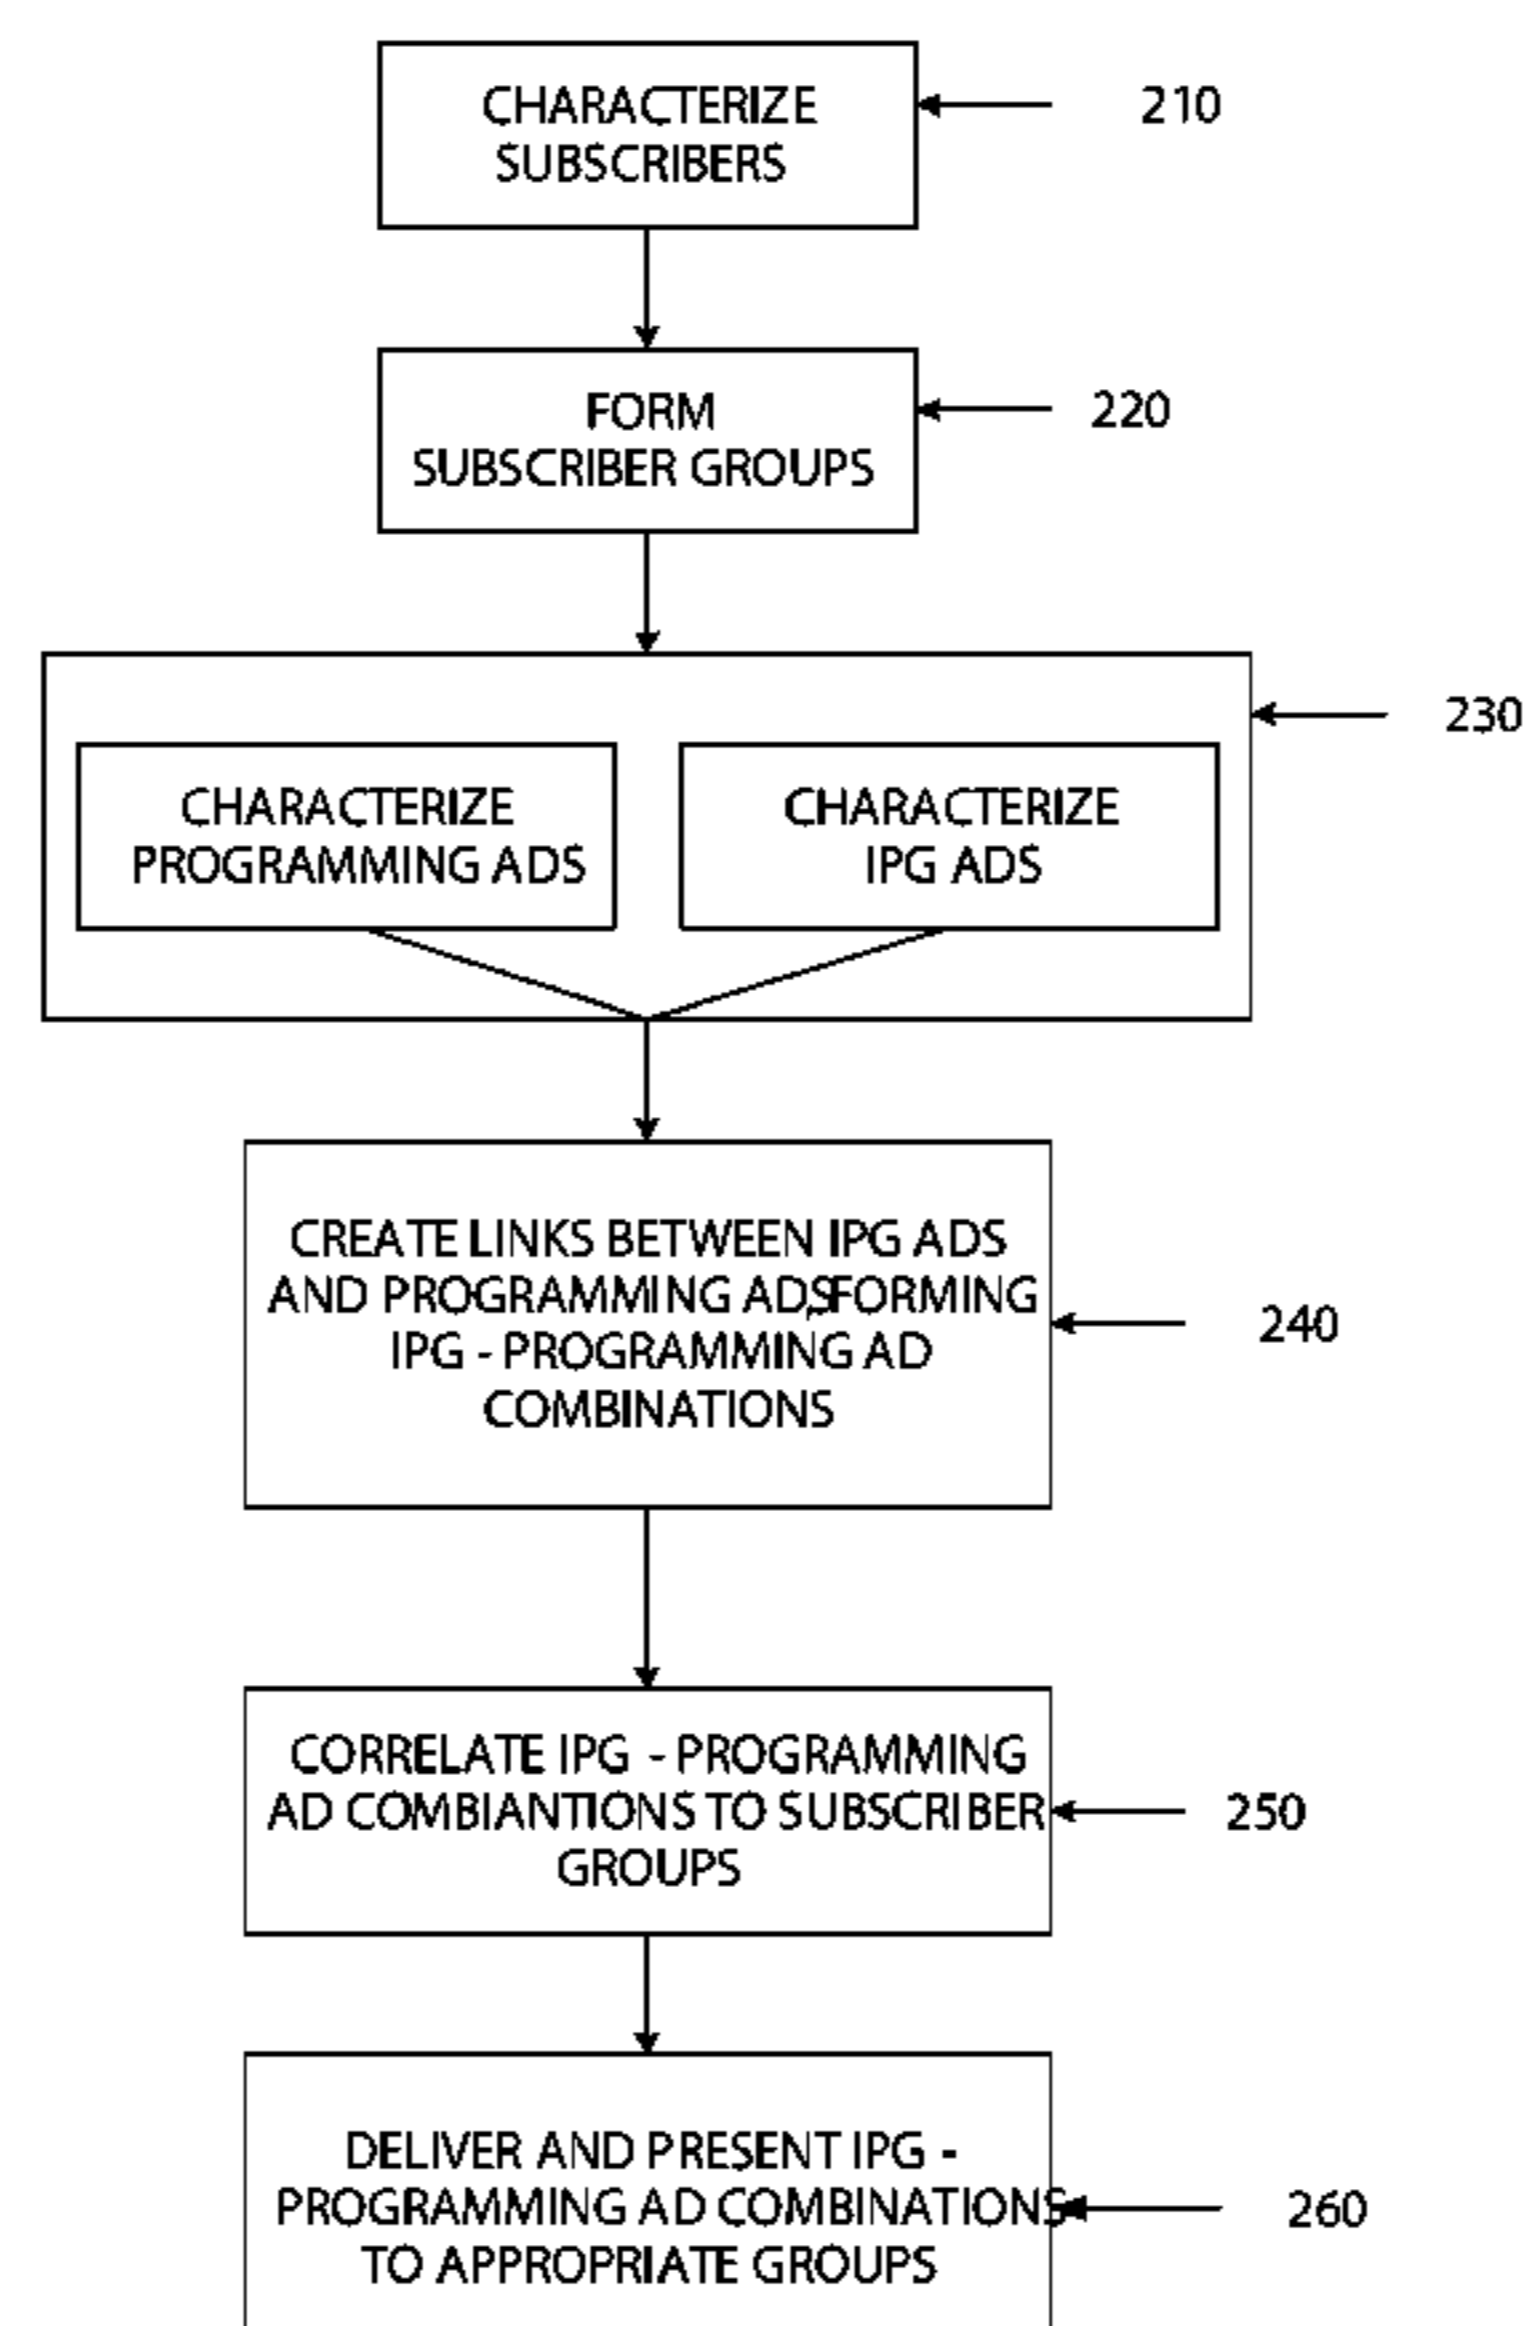 CHARACTERIZE
SUBSCRIBERS
210
FORM
SUBSCRIBER GROUPS
220
230
CHARACTERIZE
PROGRAMMING ADS
CHARACTERIZE
IPG ADS
CREATE LINKS BETWEEN IPG ADS
AND PROGRAMMING ADS, FORMING
IPG - PROGRAMMING AD
COMBINATIONS
240
CORRELATE IPG - PROGRAMMING
AD COMBIANTIONS TO SUBSCRIBER
GROUPS
250
DELIVER AND PRESENT IPG -
PROGRAMMING AD COMBINATIONS
TO APPROPRIATE GROUPS
260